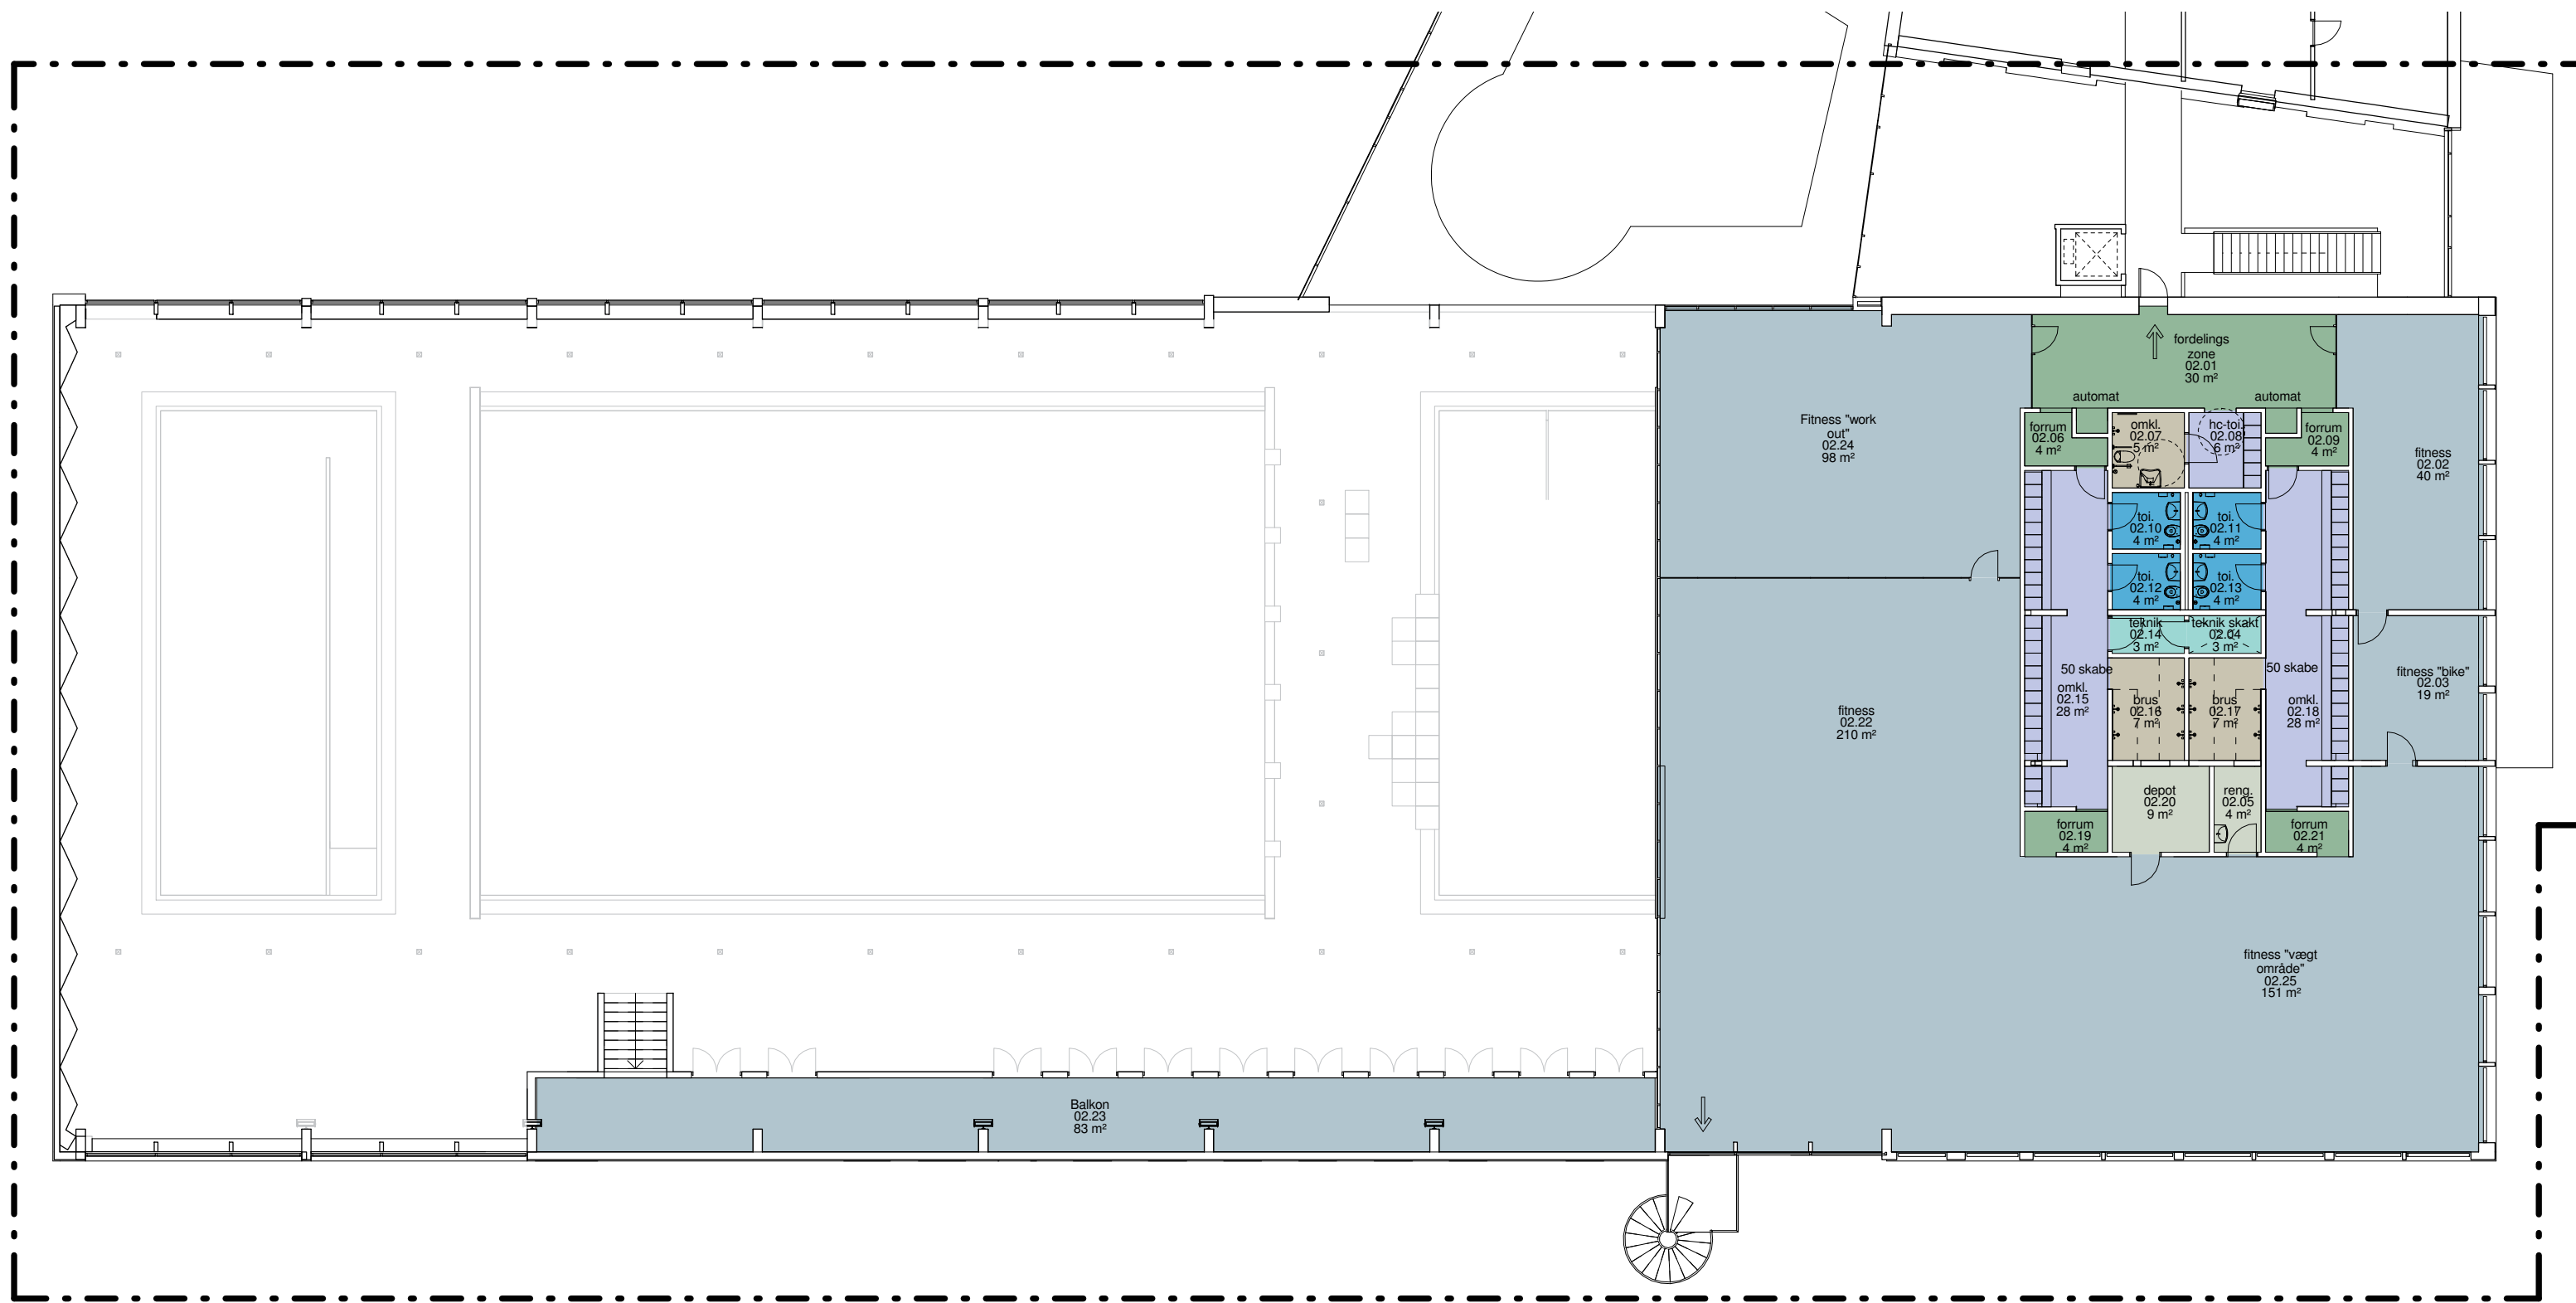 fordelings
zone
02.01
30 m²
automat
automat
Fitness "work
out"
02.24
98 m²
forrum
02.06
4 m²
omkl.
02.07
5 m²
hc-toi.
02.08
6 m²
forrum
02.09
4 m²
fitness
02.02
40 m²
toi.
02.10
4 m²
toi.
02.11
4 m²
toi.
02.12
4 m²
toi.
02.13
4 m²
teknik
02.14
3 m²
teknik skakt
02.04
3 m²
50 skabe
omkl.
02.15
28 m²
brus
02.16
7 m²
brus
02.17
7 m²
50 skabe
omkl.
02.18
28 m²
fitness "bike"
02.03
19 m²
fitness
02.22
210 m²
depot
02.20
9 m²
reng.
02.05
4 m²
forrum
02.19
4 m²
forrum
02.21
4 m²
fitness "vægt
område"
02.25
151 m²
Balkon
02.23
83 m²